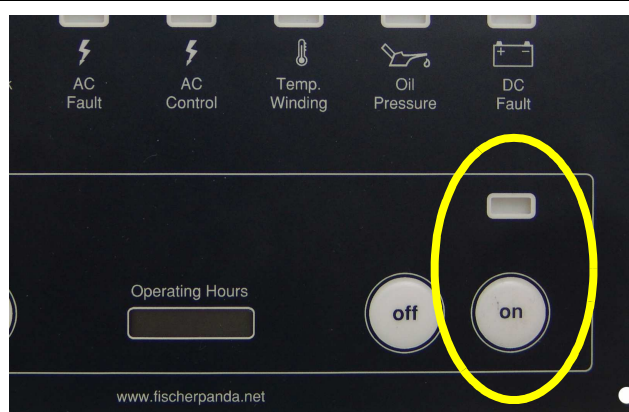 AC
Fault
AC
Control
Temp.
Winding
Oil
Pressure
+ -
DC
Fault
Operating Hours
off
on
www.fischerpanda.net